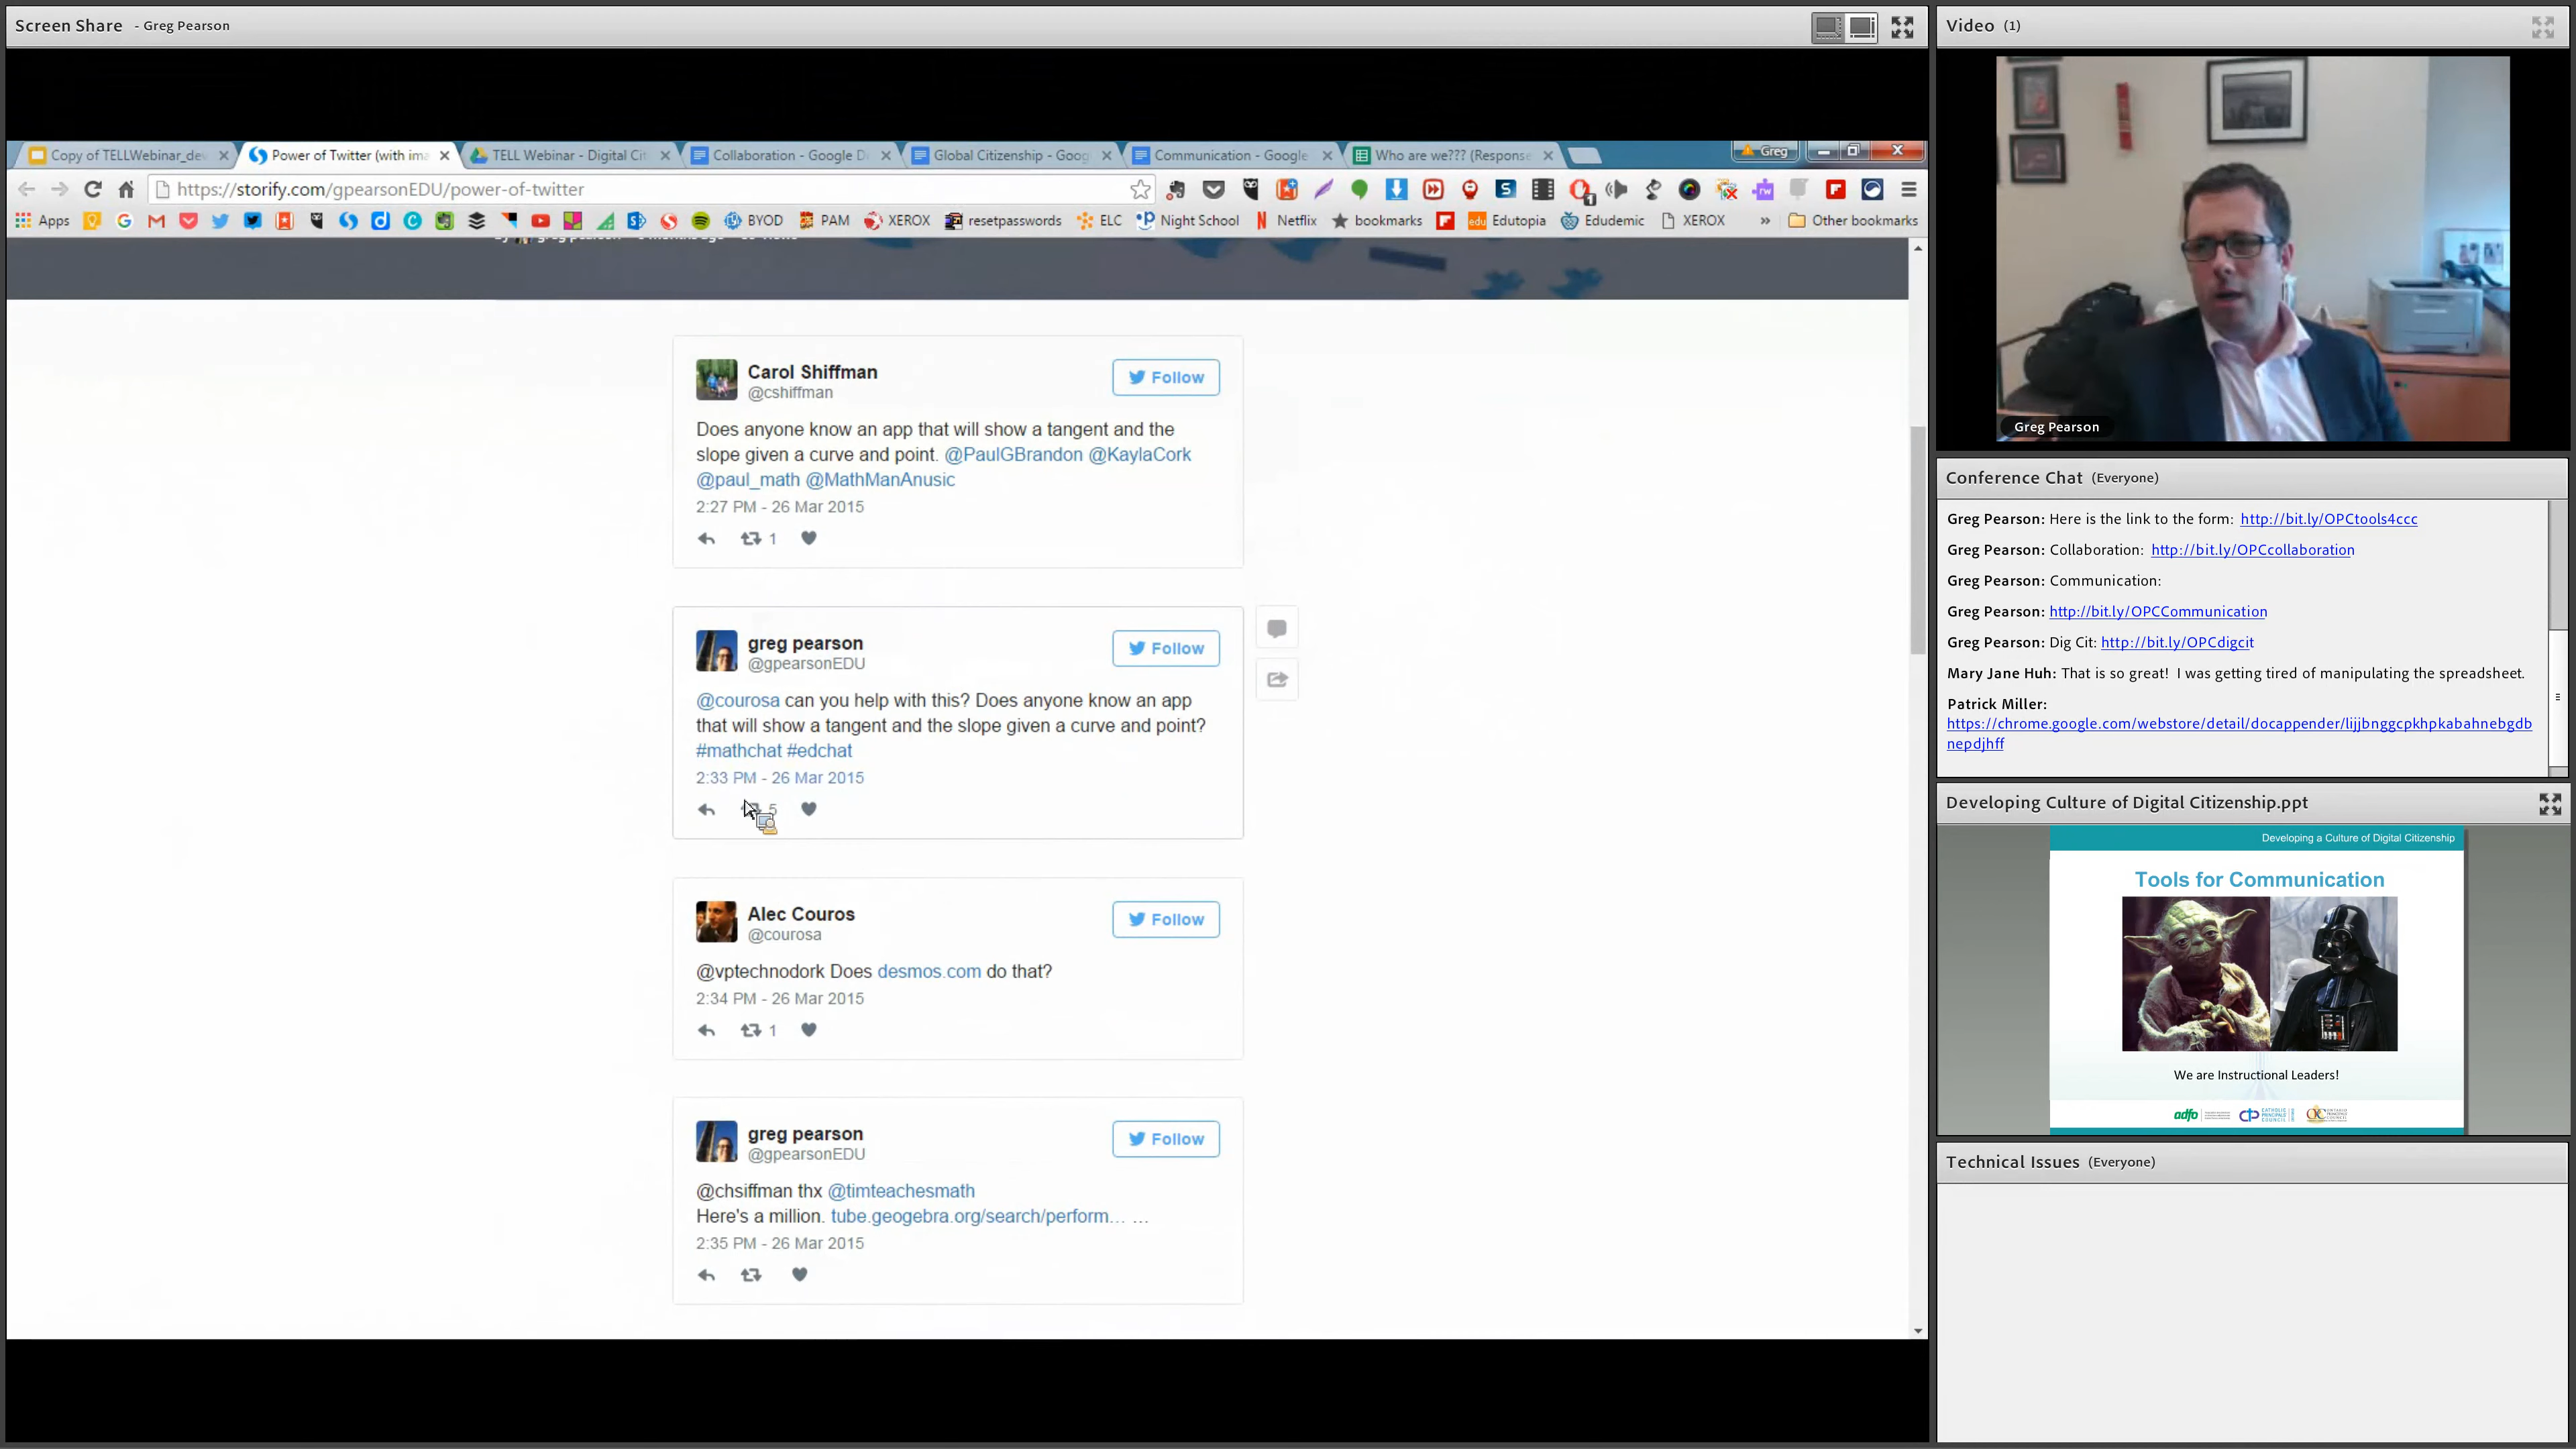 Screen Share - Greg Pearson
Copy of TELLWebinar_dev
Power of Twitter (with ima
TELL Webinar - Digital Cit
Collaboration - Google D
Global Citizenship - Goog
Communication - Google
Who are we??? (Response
Greg
https://storify.com/gpearsonEDU/power-of-twitter
Apps
BYOD
PAM
XEROX
resetpasswords
ELC
Night School
Netflix
bookmarks
Edutopia
Edudemic
XEROX
»
Other bookmarks
Carol Shiffman
@cshiffman
Follow
Does anyone know an app that will show a tangent and the
slope given a curve and point. @PaulGBrandon @KaylaCork
@paul_math @MathManAnusic
2:27 PM - 26 Mar 2015
1
greg pearson
@gpearsonEDU
Follow
@courosa can you help with this? Does anyone know an app
that will show a tangent and the slope given a curve and point?
#mathchat #edchat
2:33 PM - 26 Mar 2015
5
Alec Couros
@courosa
Follow
@vptechnodork Does desmos.com do that?
2:34 PM - 26 Mar 2015
1
greg pearson
@gpearsonEDU
Follow
@chsiffman thx @timteachesmath
Here's a million. tube.geogebra.org/search/perform... ...
2:35 PM - 26 Mar 2015
Video (1)
Greg Pearson
Conference Chat (Everyone)
Greg Pearson: Here is the link to the form: http://bit.ly/OPCtools4ccc
Greg Pearson: Collaboration: http://bit.ly/OPCcollaboration
Greg Pearson: Communication:
Greg Pearson: http://bit.ly/OPCCommunication
Greg Pearson: Dig Cit: http://bit.ly/OPCdigcit
Mary Jane Huh: That is so great! I was getting tired of manipulating the spreadsheet.
Patrick Miller:
https://chrome.google.com/webstore/detail/docappender/lijjbnggcpkhpkabahnebgdb
nepdjhff
Developing Culture of Digital Citizenship.ppt
Developing a Culture of Digital Citizenship
Tools for Communication
We are Instructional Leaders!
adfo
CATHOLIC
PRINCIPALS'
COUNCIL
Technical Issues (Everyone)